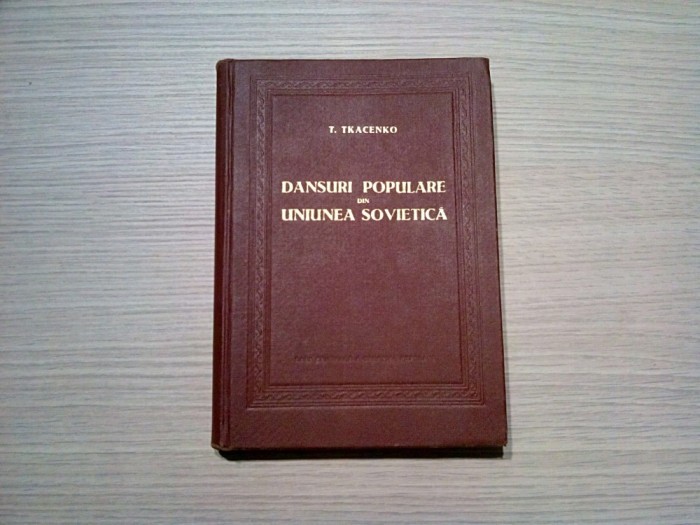 T. TKACENKO
DANSURI POPULARE
DIN
UNIUNEA SOVIETICĂ